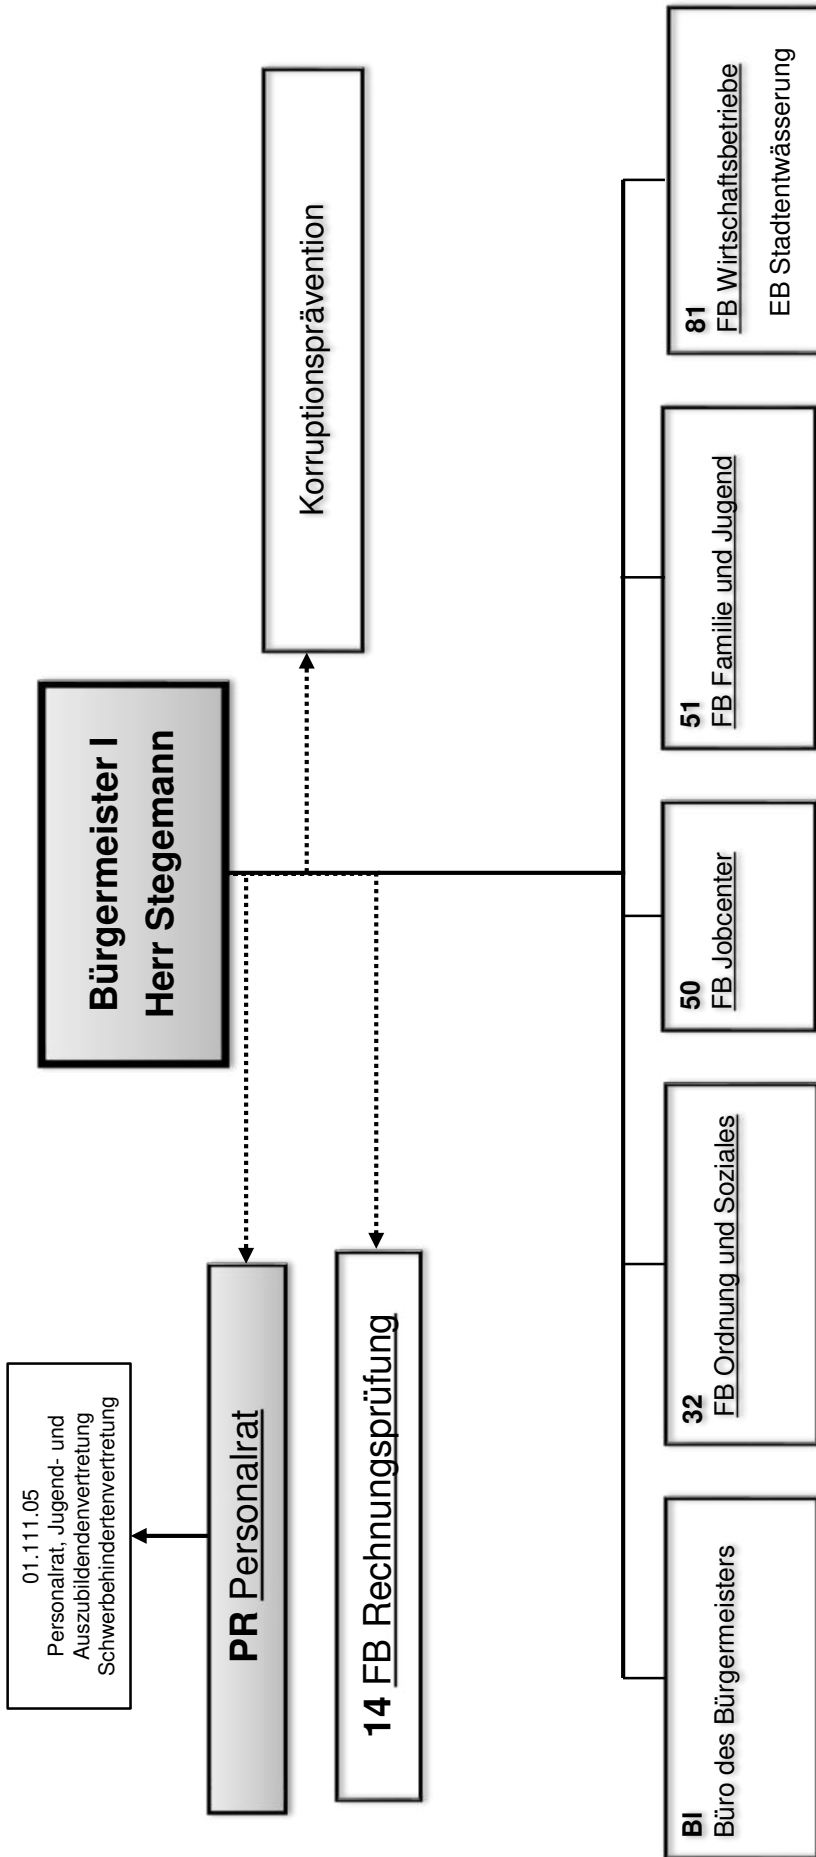 01.111.05
Personalrat, Jugend- und
Auszubildendenvertretung
Schwerbehindertenvertretung
Bürgermeister I
Herr Stegemann
PR Personalrat
Korruptionsprävention
14 FB Rechnungsprüfung
BI
Büro des Bürgermeisters
32
FB Ordnung und Soziales
50
FB Jobcenter
51
FB Familie und Jugend
81
FB Wirtschaftsbetriebe
EB Stadtentwässerung